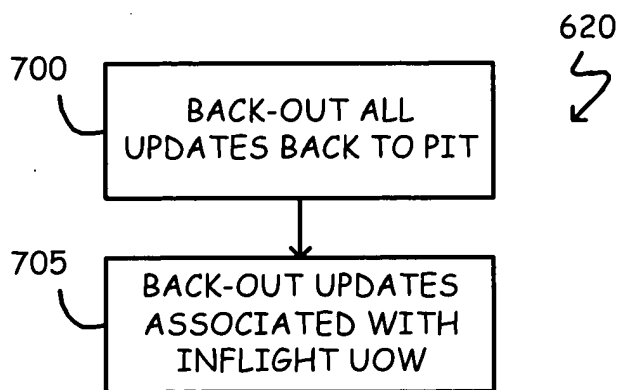 620
700
BACK-OUT ALL
UPDATES BACK TO PIT
705
BACK-OUT UPDATES
ASSOCIATED WITH
INFLIGHT UOW